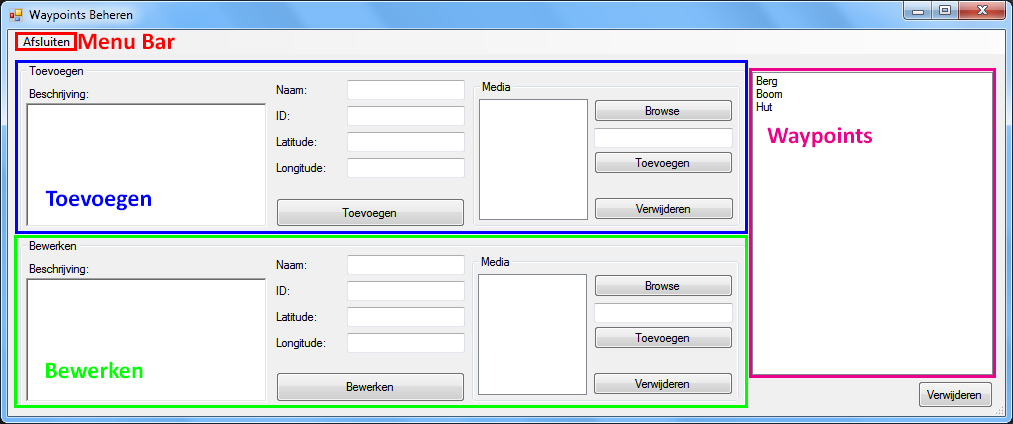 Waypoints Beheren
Afsluiten Menu Bar
Toevoegen
Beschrijving:
Toevoegen
Naam:
ID:
Latitude:
Longitude:
Toevoegen
Media
Browse
Toevoegen
Verwijderen
Bewerken
Beschrijving:
Bewerken
Naam:
ID:
Latitude:
Longitude:
Bewerken
Media
Browse
Toevoegen
Verwijderen
Berg
Boom
Hut
Waypoints
Verwijderen